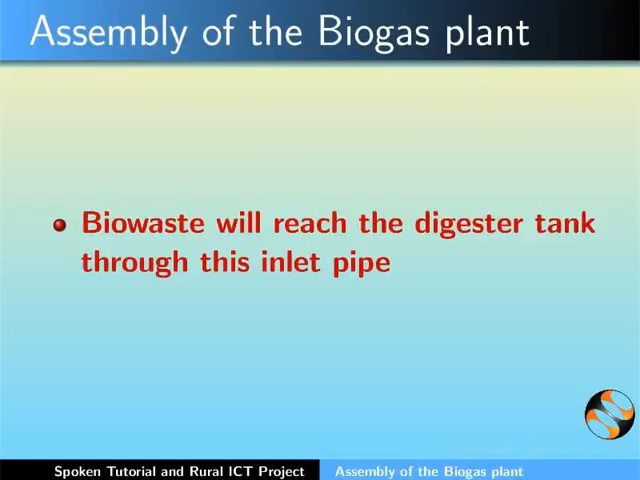 Assembly of the Biogas plant
Biowaste will reach the digester tank
through this inlet pipe
Spoken Tutorial and Rural ICT Project
Assembly of the Biogas plant